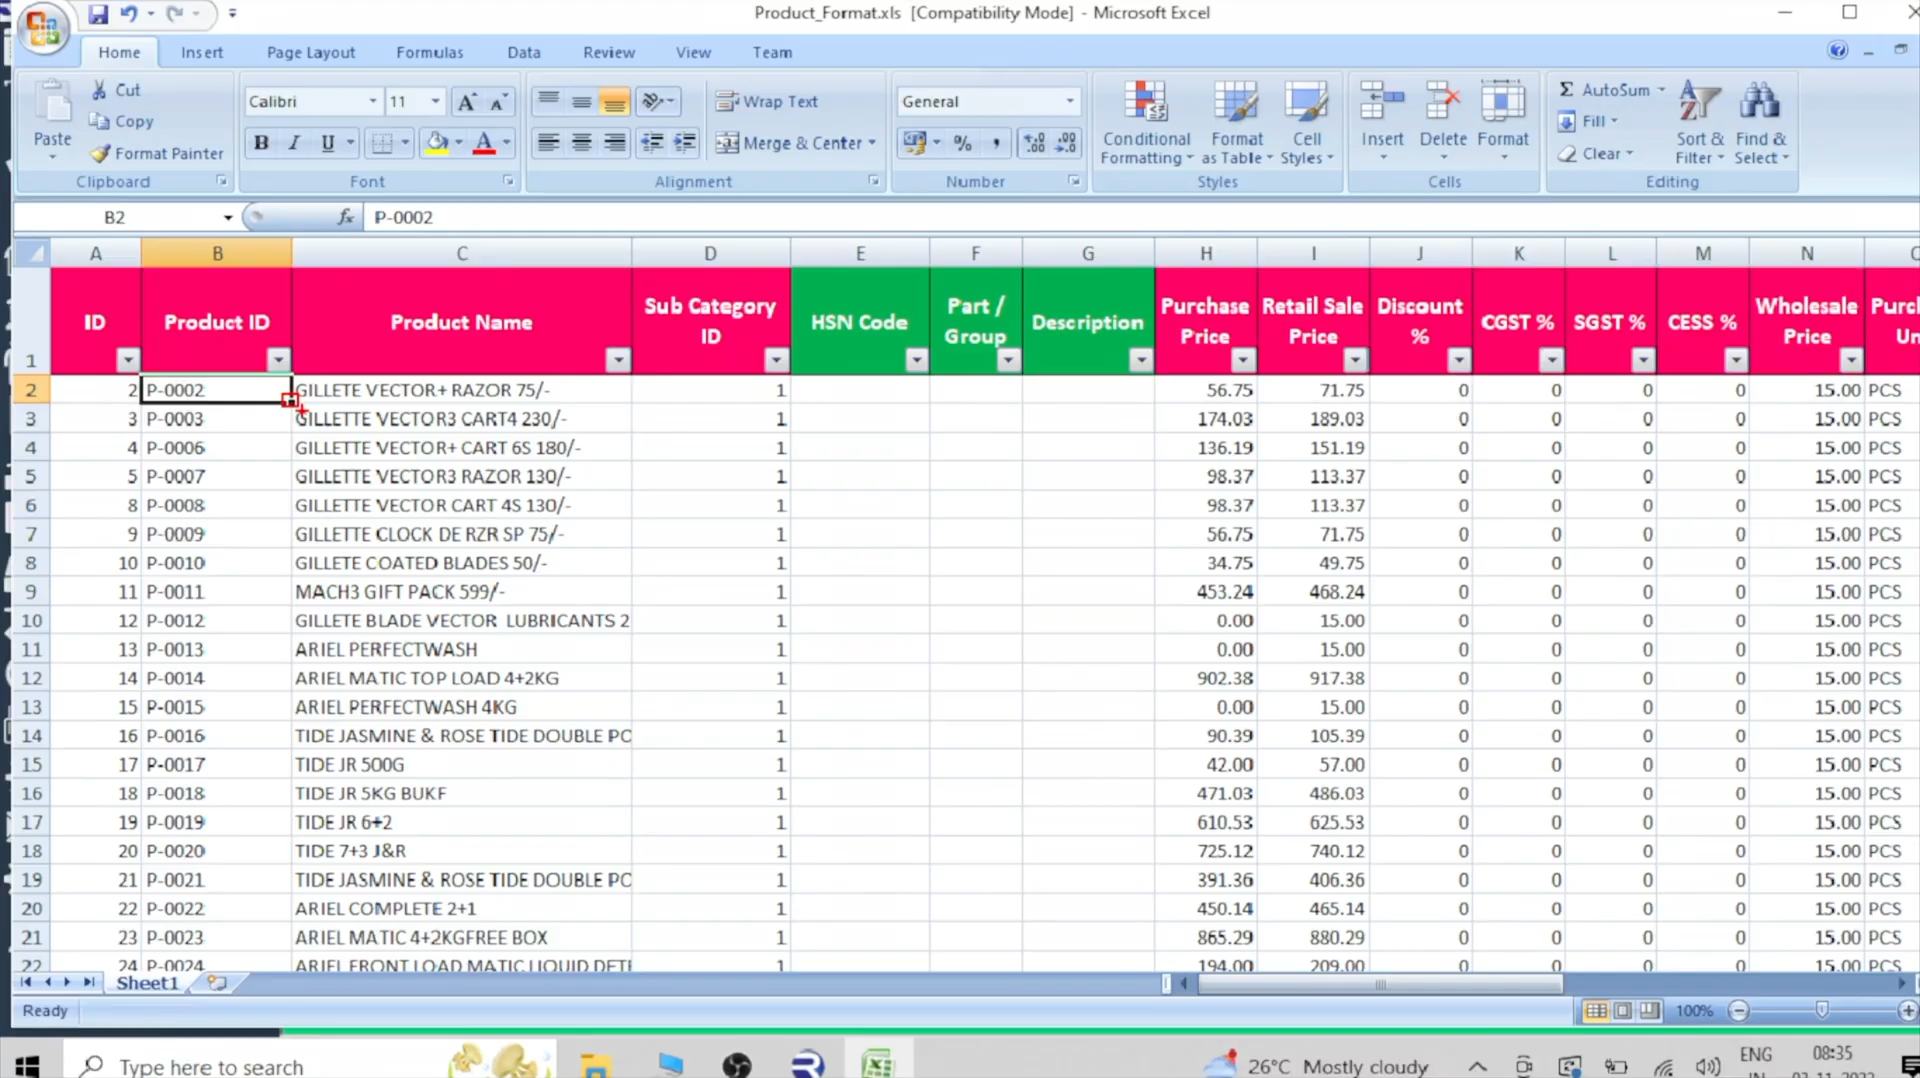 Product_Format.xls [Compatibility Mode] - Microsoft Excel
Home Insert Page Layout Formulas Data Review View Team
Paste Cut Copy Format Painter Clipboard
Calibri 11 B I U Font
Wrap Text Merge & Center Alignment
General % , Number
Conditional Formatting Format as Table Cell Styles Styles
Insert Delete Format Cells
Σ AutoSum Fill Clear Sort & Filter Find & Select Editing
B2 fx P-0002
A B C D E F G H I J K L M N
1 ID Product ID Product Name Sub Category ID HSN Code Part / Group Description Purchase Price Retail Sale Price Discount % CGST % SGST % CESS % Wholesale Price
2 2 P-0002 GILLETE VECTOR+ RAZOR 75/- 1 56.75 71.75 0 0 0 0 15.00 PCS
3 3 P-0003 GILLETTE VECTOR3 CART4 230/- 1 174.03 189.03 0 0 0 0 15.00 PCS
4 4 P-0006 GILLETTE VECTOR+ CART 6S 180/- 1 136.19 151.19 0 0 0 0 15.00 PCS
5 5 P-0007 GILLETTE VECTOR3 RAZOR 130/- 1 98.37 113.37 0 0 0 0 15.00 PCS
6 8 P-0008 GILLETTE VECTOR CART 4S 130/- 1 98.37 113.37 0 0 0 0 15.00 PCS
7 9 P-0009 GILLETTE CLOCK DE RZR SP 75/- 1 56.75 71.75 0 0 0 0 15.00 PCS
8 10 P-0010 GILLETE COATED BLADES 50/- 1 34.75 49.75 0 0 0 0 15.00 PCS
9 11 P-0011 MACH3 GIFT PACK 599/- 1 453.24 468.24 0 0 0 0 15.00 PCS
10 12 P-0012 GILLETE BLADE VECTOR LUBRICANTS 2 1 0.00 15.00 0 0 0 0 15.00 PCS
11 13 P-0013 ARIEL PERFECTWASH 1 0.00 15.00 0 0 0 0 15.00 PCS
12 14 P-0014 ARIEL MATIC TOP LOAD 4+2KG 1 902.38 917.38 0 0 0 0 15.00 PCS
13 15 P-0015 ARIEL PERFECTWASH 4KG 1 0.00 15.00 0 0 0 0 15.00 PCS
14 16 P-0016 TIDE JASMINE & ROSE TIDE DOUBLE PO 1 90.39 105.39 0 0 0 0 15.00 PCS
15 17 P-0017 TIDE JR 500G 1 42.00 57.00 0 0 0 0 15.00 PCS
16 18 P-0018 TIDE JR 5KG BUKF 1 471.03 486.03 0 0 0 0 15.00 PCS
17 19 P-0019 TIDE JR 6+2 1 610.53 625.53 0 0 0 0 15.00 PCS
18 20 P-0020 TIDE 7+3 J&R 1 725.12 740.12 0 0 0 0 15.00 PCS
19 21 P-0021 TIDE JASMINE & ROSE TIDE DOUBLE PO 1 391.36 406.36 0 0 0 0 15.00 PCS
20 22 P-0022 ARIEL COMPLETE 2+1 1 450.14 465.14 0 0 0 0 15.00 PCS
21 23 P-0023 ARIEL MATIC 4+2KGFREE BOX 1 865.29 880.29 0 0 0 0 15.00 PCS
22 24 P-0024 ARIEL FRONT LOAD MATIC LIQUID 1 194.00 209.00 0 0 0 0 15.00 PCS
Sheet1
Ready 100%
Type here to search 26°C Mostly cloudy ENG 08:35